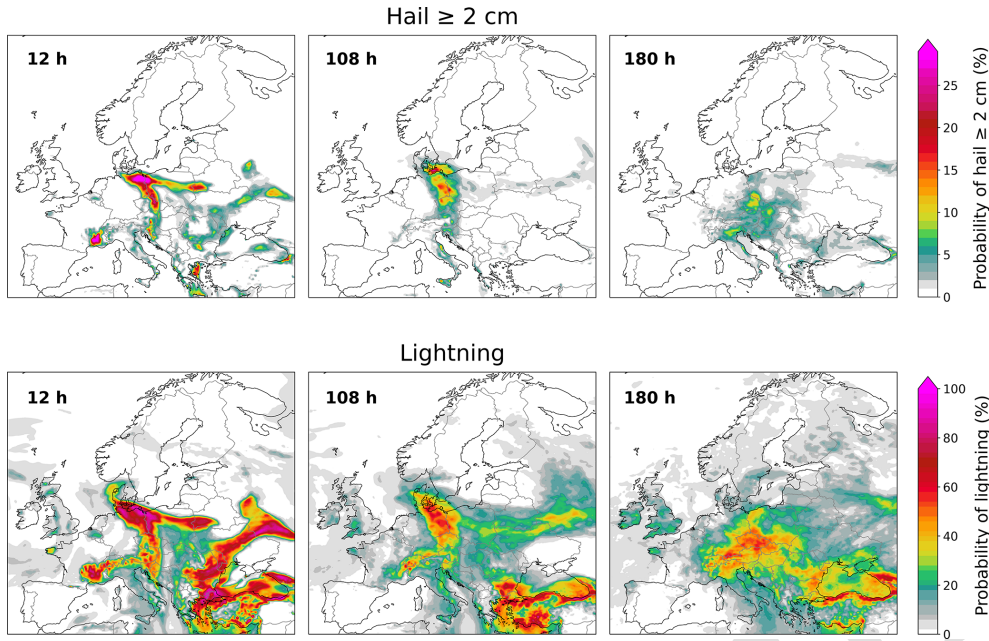 Hail ≥ 2 cm
12 h
108 h
180 h
25
20
15
10
5
0
Probability of hail ≥ 2 cm (%)
Lightning
12 h
108 h
180 h
100
80
60
40
20
0
Probability of lightning (%)